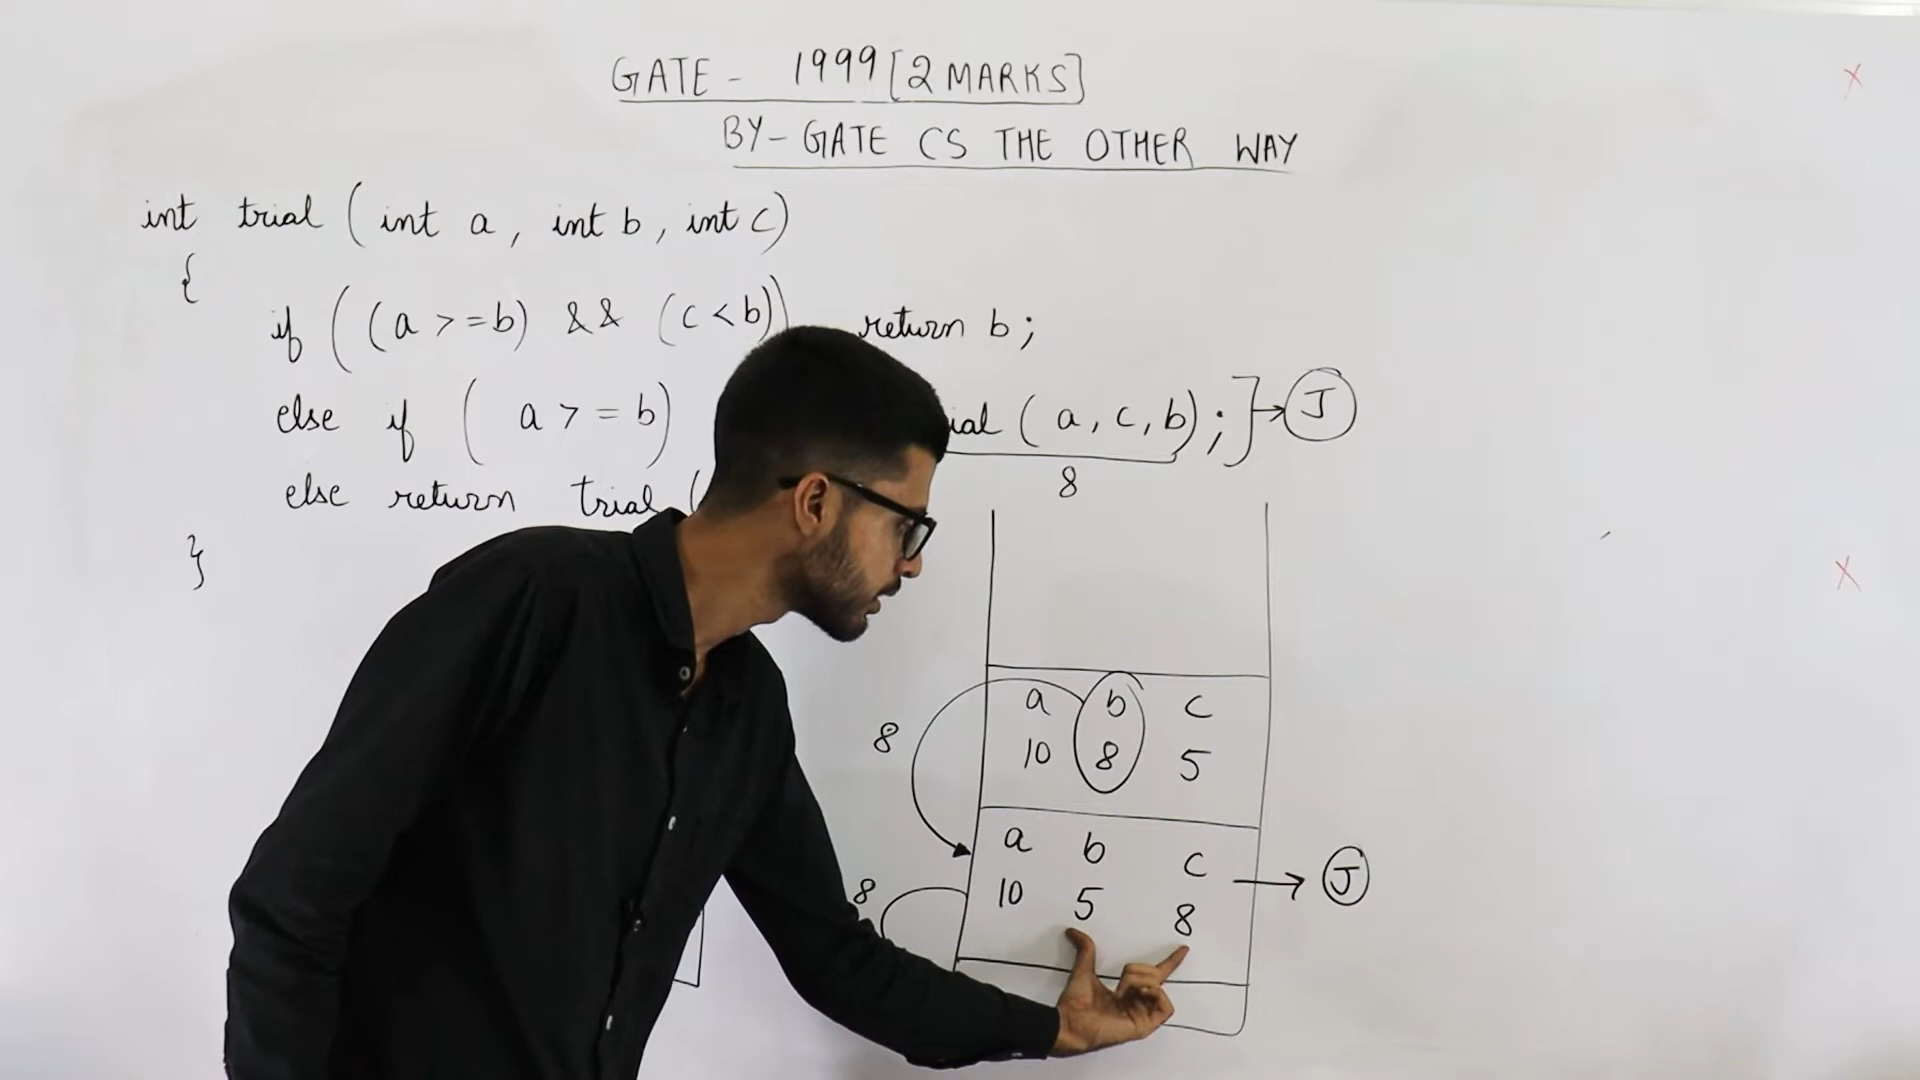 GATE - 1999 [2 MARKS]
BY - GATE CS THE OTHER WAY
int trial ( int a , int b , int c )
{
if ( ( a > = b ) && ( c < b ) ) return b ;
else if ( a > = b ) ial ( a , c , b ) ; ] → J
8
else return trial (
}
a b c
8 10 8 5
a b c → J
8 10 5 8